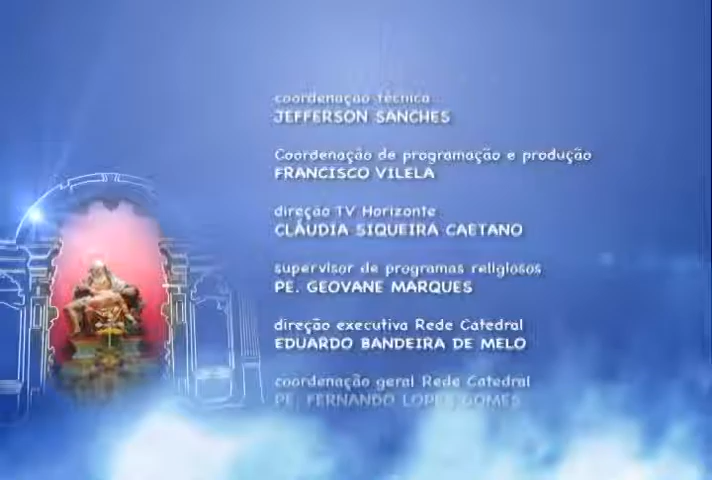 coordenação técnica
JEFFERSON SANCHES
Coordenação de programação e produção
FRANCISCO VILELA
direção TV Horizonte
CLÁUDIA SIQUEIRA CAETANO
supervisor de programas religiosos
PE. GEOVANE MARQUES
direção executiva Rede Catedral
EDUARDO BANDEIRA DE MELO
coordenação geral Rede Catedral
PE. FERNANDO LOPES GOMES